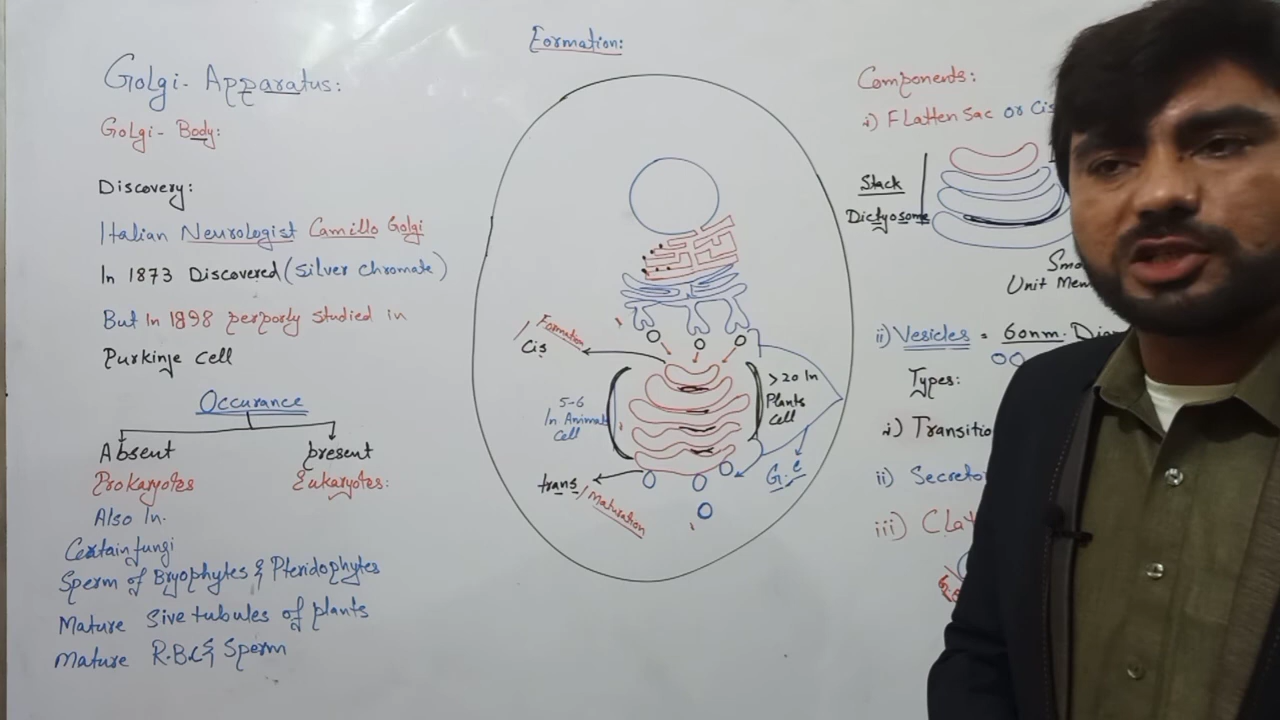 Golgi- Apparatus:
Golgi- Body:
Discovery:
Italian Neurologist Camillo Golgi
In 1873 Discovered (Silver Chromate)
But In 1898 perporly studied in
Purkinje cell
Occurance
Absent present
Prokaryotes Eukaryotes:
Also In.
Certain fungi
Sperm of Bryophytes & Pteridophytes
Mature Sive tubules of plants
Mature R.B.C & Sperm
Formation:
Formation
/ Cis
5-6
In Animal
Cell
>20 In
Plants
Cell
trans / Maturation
G.E
Components:
i) Flatten Sac or Cis
Stack
Dictyosome
Smo
Unit Mem
ii) Vesicles = 60nm. Dia
Types:
i) Transitio
ii) Secreto
iii) Clat